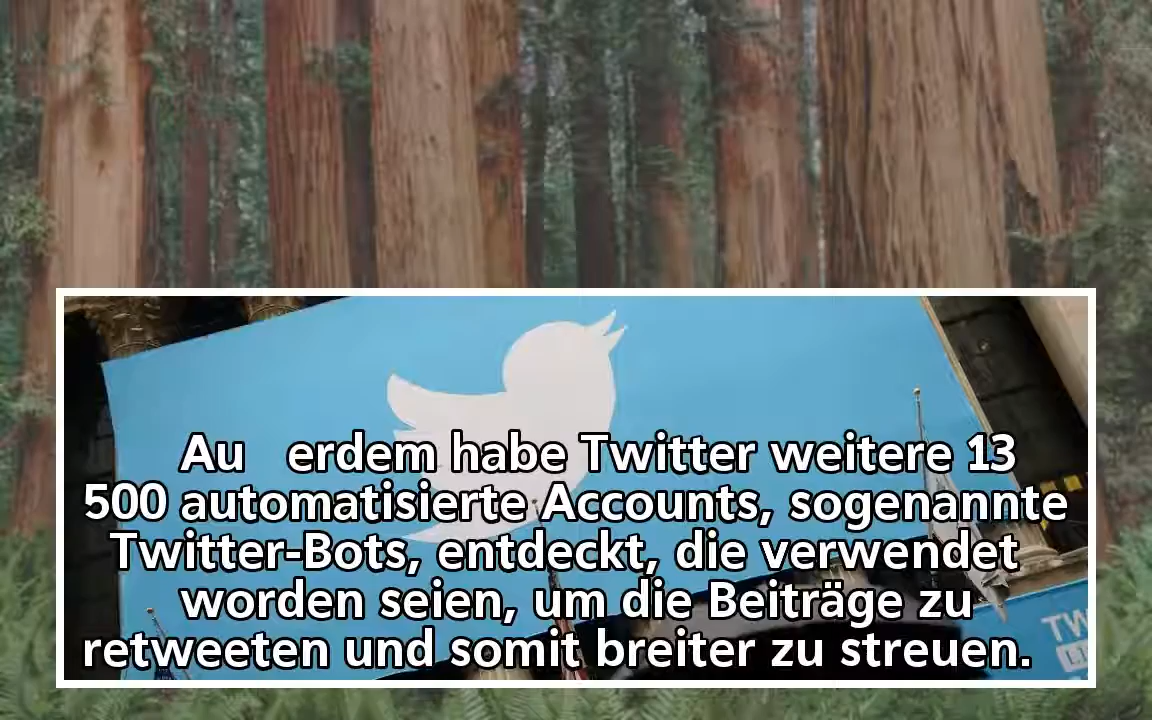 Au erdem habe Twitter weitere 13
500 automatisierte Accounts, sogenannte
Twitter-Bots, entdeckt, die verwendet
worden seien, um die Beiträge zu
retweeten und somit breiter zu streuen.
TW